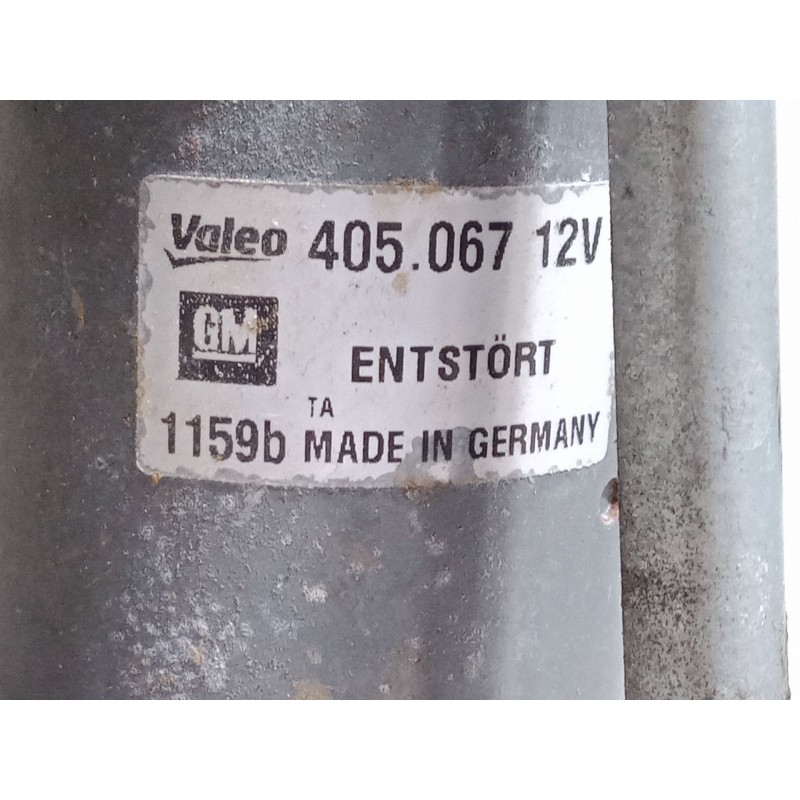 Valeo 405.067 12V
GM ENTSTÖRT
TA
1159b MADE IN GERMANY